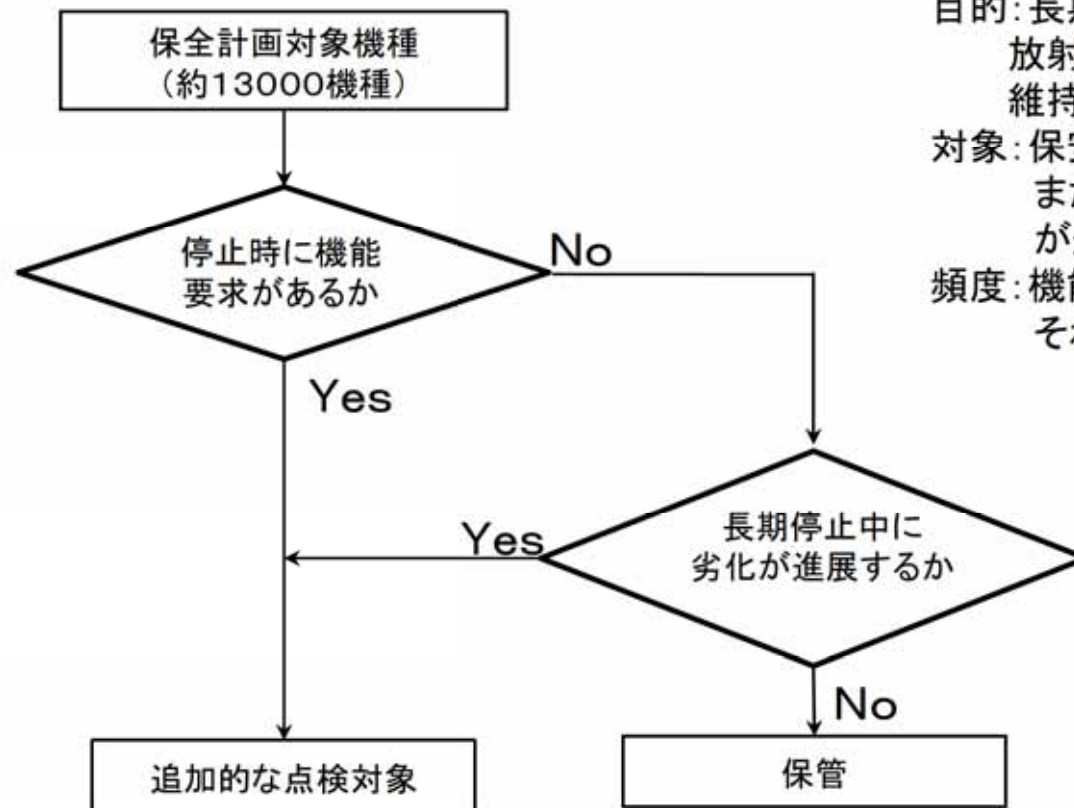 保全計画対象機種
（約13000機種）
停止時に機能
要求があるか
No
Yes
長期停止中に
劣化が進展するか
Yes
No
追加的な点検対象
保管
目的：長
放射
維持
対象：保
ま
が
頻度：機
そ